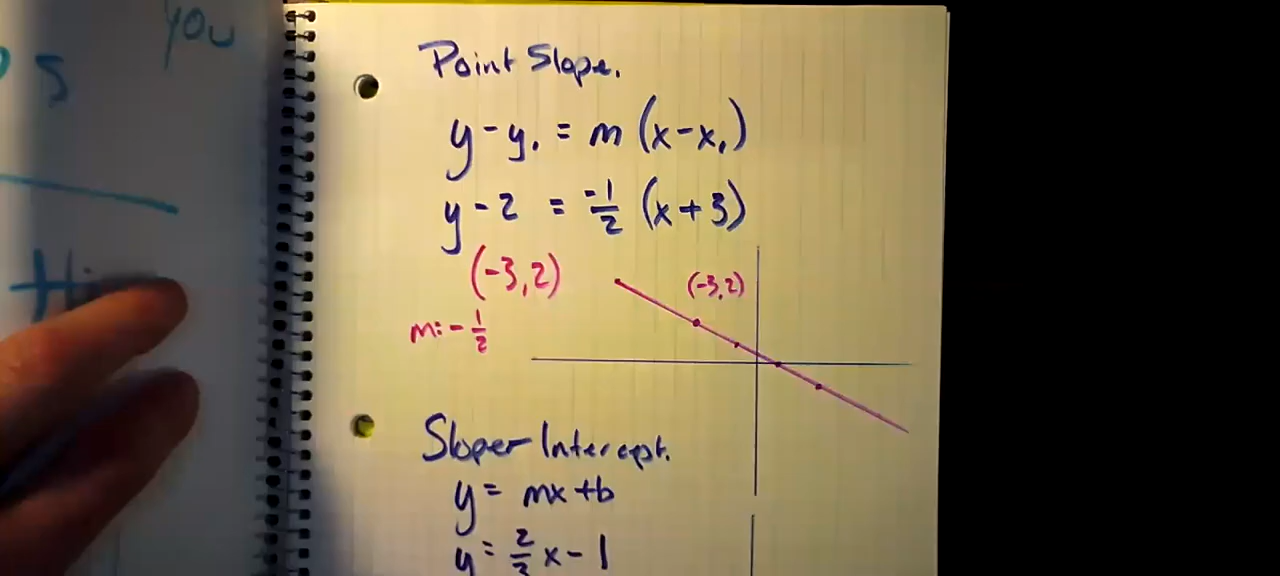 you
s
Point Slope.
y - y₁ = m (x - x₁)
y - 2 = -1/2 (x + 3)
(-3,2)
(-3,2)
m: - 1/2
Slope Intercept.
y = mx + b
y = 2/3 x - 1